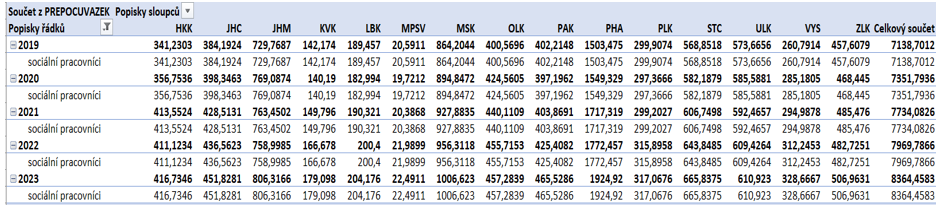 Součet z PREPOCUVAZEK Popisky sloupců
Popisky řádků HKK JHC JHM KVK LBK MPSV MSK OLK PAK PHA PLK STC ULK VYS ZLK Celkový součet
2019 341,2303 384,1924 729,7687 142,174 189,457 20,5911 864,2044 400,5696 402,2148 1503,475 299,9074 568,8518 573,6656 260,7914 457,6079 7138,7012
sociální pracovníci 341,2303 384,1924 729,7687 142,174 189,457 20,5911 864,2044 400,5696 402,2148 1503,475 299,9074 568,8518 573,6656 260,7914 457,6079 7138,7012
2020 356,7536 398,3463 769,0874 140,19 182,994 19,7212 894,8472 424,5605 397,1962 1549,329 297,3666 582,1879 585,5881 285,1805 468,445 7351,7936
sociální pracovníci 356,7536 398,3463 769,0874 140,19 182,994 19,7212 894,8472 424,5605 397,1962 1549,329 297,3666 582,1879 585,5881 285,1805 468,445 7351,7936
2021 413,5524 428,5131 763,4502 149,796 190,321 20,3868 927,8835 440,1109 403,8691 1717,319 299,2027 606,7498 592,4657 294,9878 485,476 7734,0826
sociální pracovníci 413,5524 428,5131 763,4502 149,796 190,321 20,3868 927,8835 440,1109 403,8691 1717,319 299,2027 606,7498 592,4657 294,9878 485,476 7734,0826
2022 411,1234 436,5623 758,9985 166,678 200,4 21,9899 956,3118 455,7153 425,4082 1772,457 315,8958 643,8485 609,4264 312,2453 482,7251 7969,7866
sociální pracovníci 411,1234 436,5623 758,9985 166,678 200,4 21,9899 956,3118 455,7153 425,4082 1772,457 315,8958 643,8485 609,4264 312,2453 482,7251 7969,7866
2023 416,7346 451,8281 806,3166 179,098 204,176 22,4911 1006,623 457,2839 465,5286 1924,92 317,0676 665,8375 610,923 328,6667 506,9631 8364,4583
sociální pracovníci 416,7346 451,8281 806,3166 179,098 204,176 22,4911 1006,623 457,2839 465,5286 1924,92 317,0676 665,8375 610,923 328,6667 506,9631 8364,4583